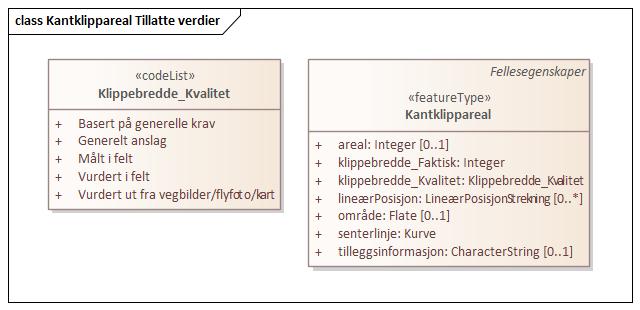 class Kantklippareal Tillatte verdier
«codeList»
Klippebredde_Kvalitet
+ Basert på generelle krav
+ Generelt anslag
+ Målt i felt
+ Vurdert i felt
+ Vurdert ut fra vegbilder/flyfoto/kart
Fellesegenskaper
«featureType»
Kantklippareal
+ areal: Integer [0..1]
+ klippebredde_Faktisk: Integer
+ klippebredde_Kvalitet: Klippebredde_Kvalitet
+ lineærPosisjon: LineærPosisjonStrekning [0..*]
+ område: Flate [0..1]
+ senterlinje: Kurve
+ tilleggsinformasjon: CharacterString [0..1]